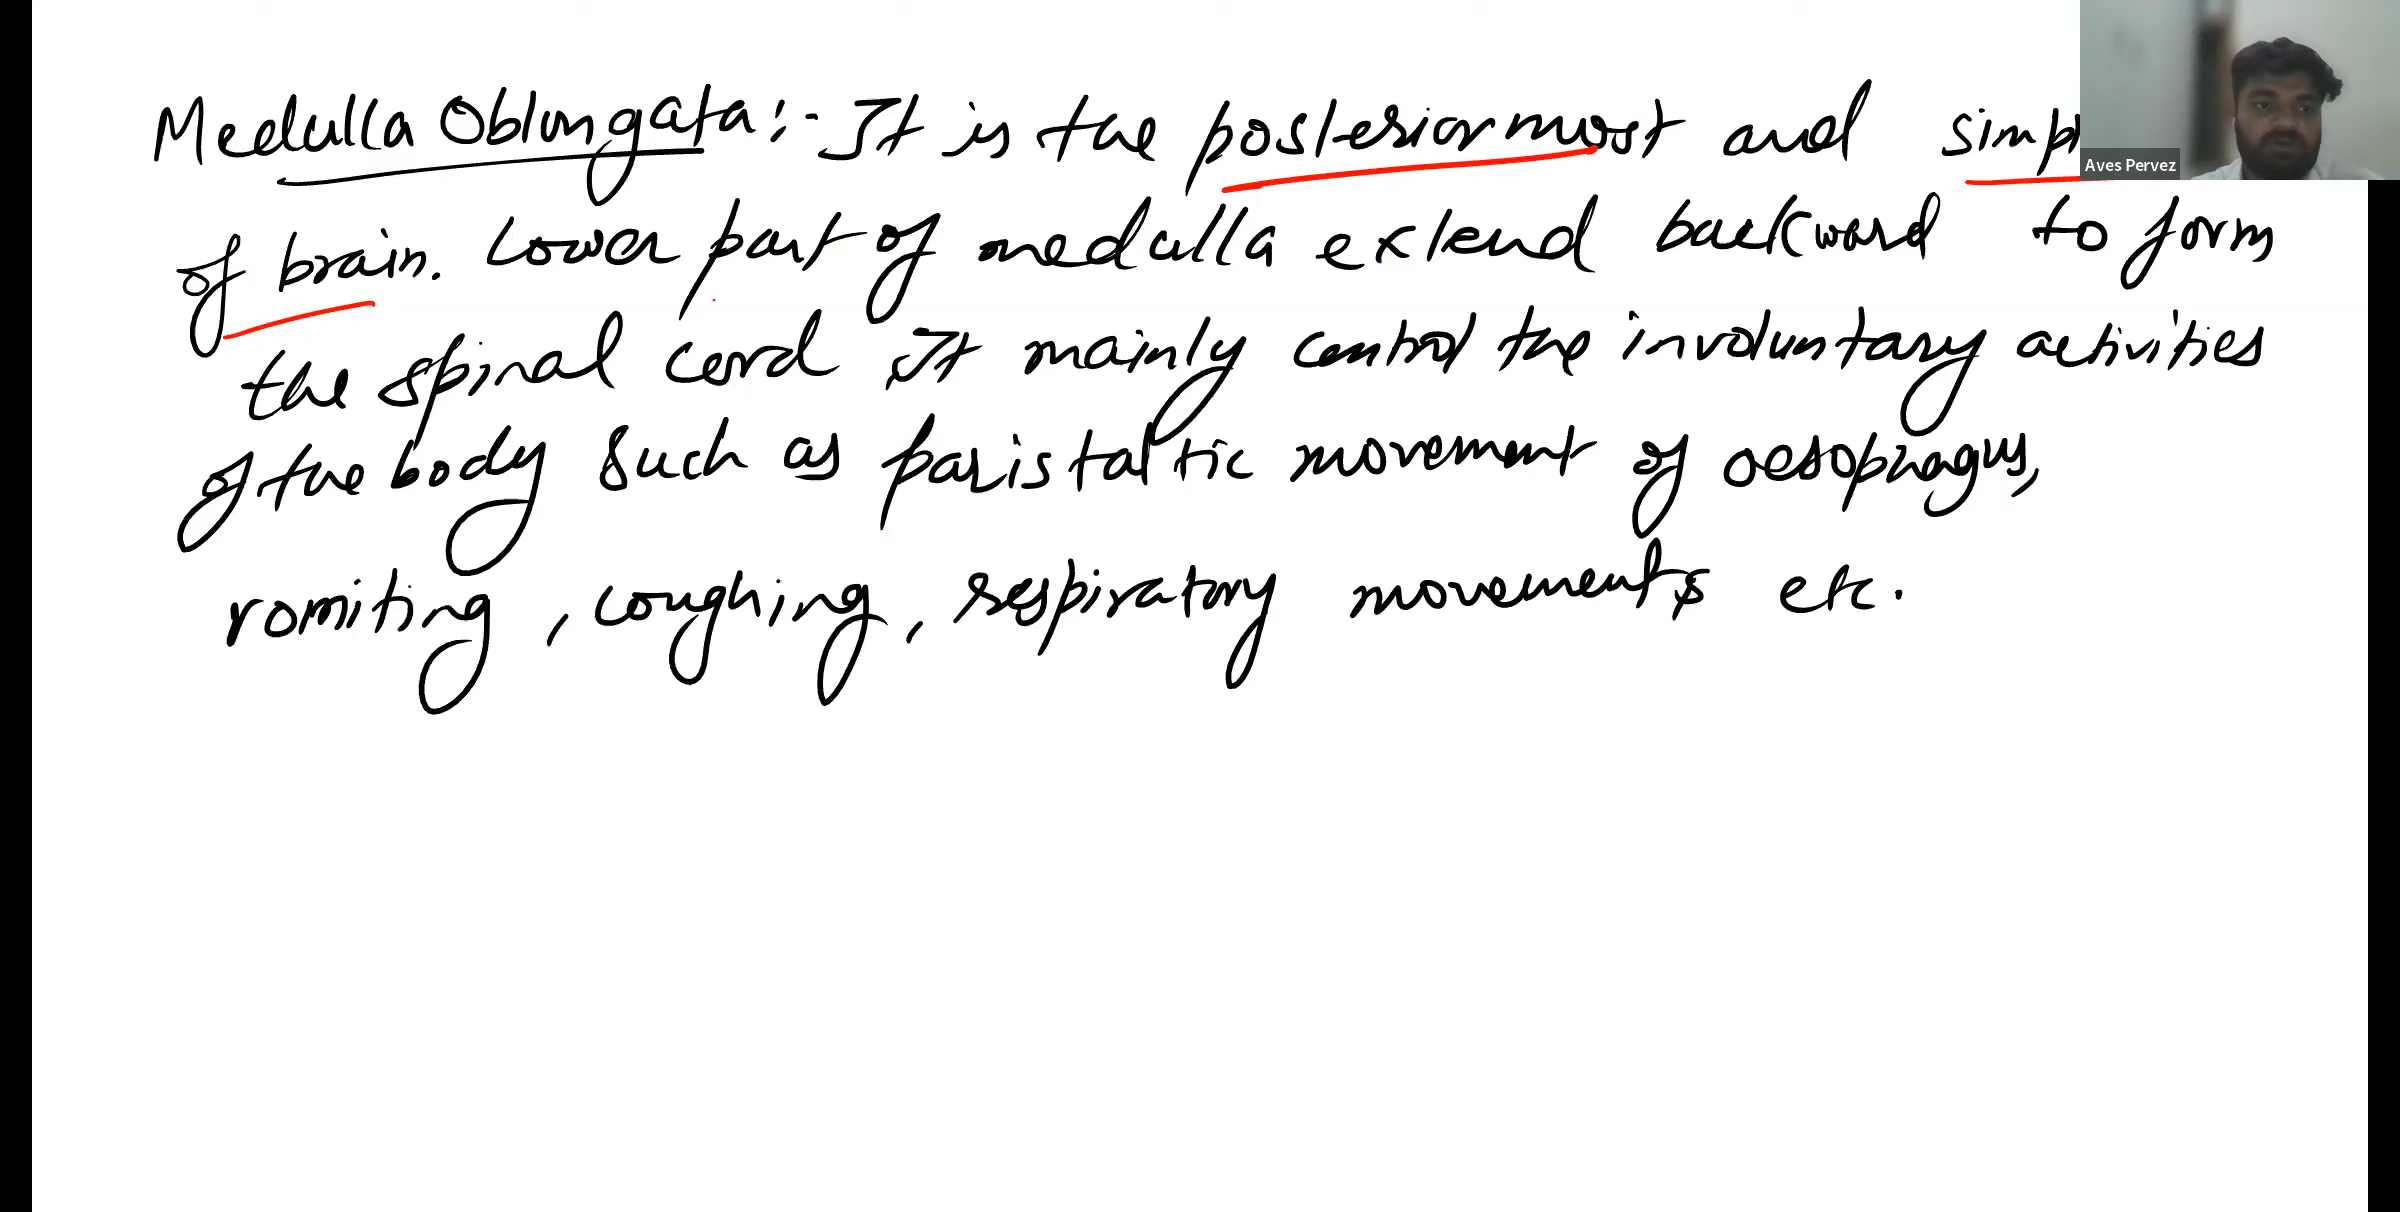 Medulla Oblongata:- It is the posteriormost and simp
Aves Pervez
of brain. Lower part of medulla extend backward to form
the spinal cord. It mainly control the involuntary activities
of the body such as paristaltic movement of oesophagus,
vomiting, coughing, respiratory movements etc.